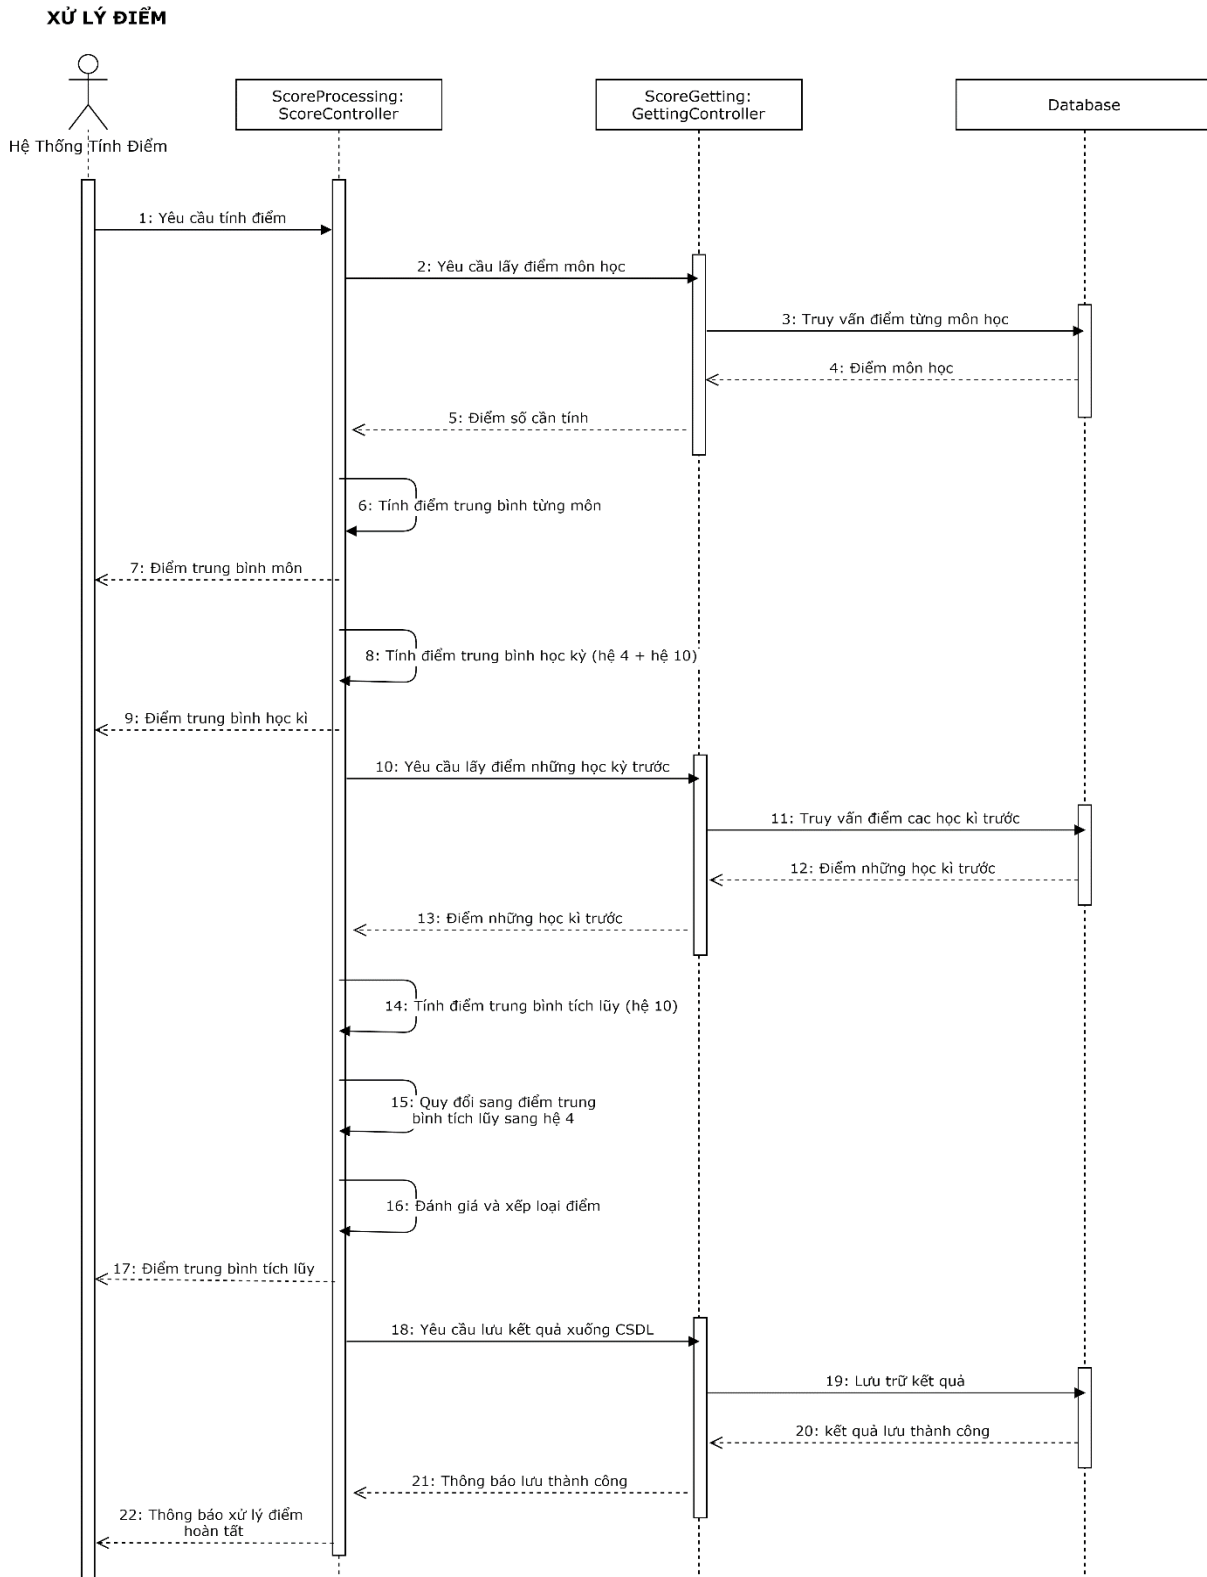 XỬ LÝ ĐIỂM
Hệ Thống Tính Điểm
ScoreProcessing:
ScoreController
ScoreGetting:
GettingController
Database
1: Yêu cầu tính điểm
2: Yêu cầu lấy điểm môn học
3: Truy vấn điểm từng môn học
4: Điểm môn học
5: Điểm số cần tính
6: Tính điểm trung bình từng môn
7: Điểm trung bình môn
8: Tính điểm trung bình học kỳ (hệ 4 + hệ 10)
9: Điểm trung bình học kì
10: Yêu cầu lấy điểm những học kỳ trước
11: Truy vấn điểm cac học kì trước
12: Điểm những học kì trước
13: Điểm những học kì trước
14: Tính điểm trung bình tích lũy (hệ 10)
15: Quy đổi sang điểm trung
bình tích lũy sang hệ 4
16: Đánh giá và xếp loại điểm
17: Điểm trung bình tích lũy
18: Yêu cầu lưu kết quả xuống CSDL
19: Lưu trữ kết quả
20: kết quả lưu thành công
21: Thông báo lưu thành công
22: Thông báo xử lý điểm
hoàn tất